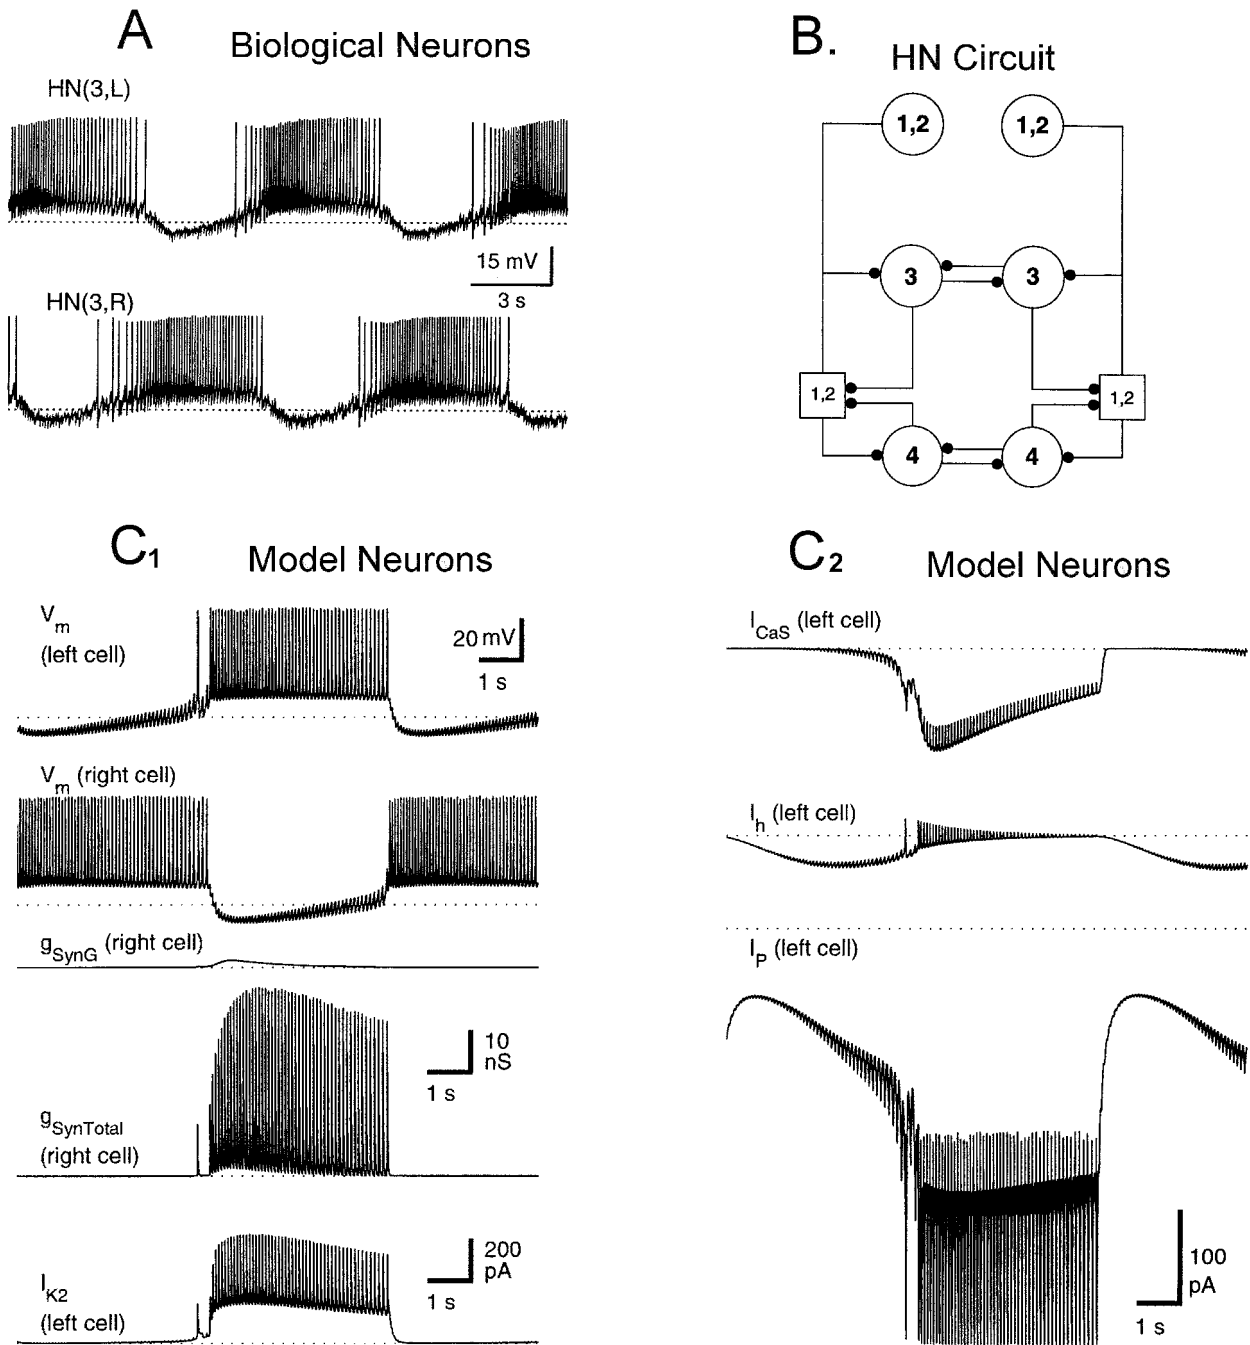 A
Biological Neurons
HN(3,L)
15 mV
3 s
HN(3,R)
B.
HN Circuit
1,2
1,2
3
3
1,2
1,2
4
4
C1
Model Neurons
Vm
(left cell)
20 mV
1 s
Vm (right cell)
gSynG (right cell)
10
nS
1 s
gSynTotal
(right cell)
200
pA
1 s
IK2
(left cell)
C2
Model Neurons
ICaS (left cell)
Ih (left cell)
IP (left cell)
100
pA
1 s